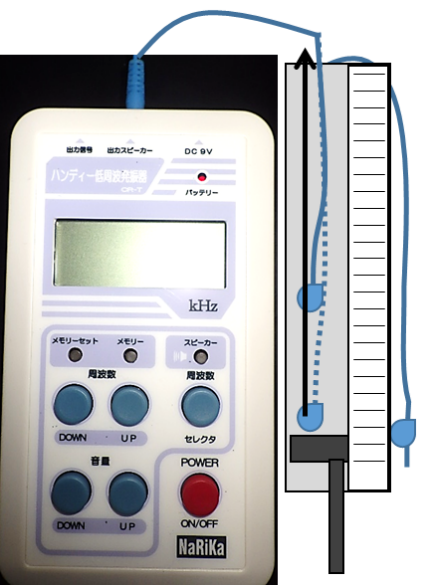 出力信号 出力スピーカー DC 9V
ハンディー低周波発振器
CR-T
バッテリー
kHz
メモリーセット メモリー スピーカー
周波数 周波数
DOWN UP セレクタ
音量 POWER
DOWN UP ON/OFF
NaRiKa